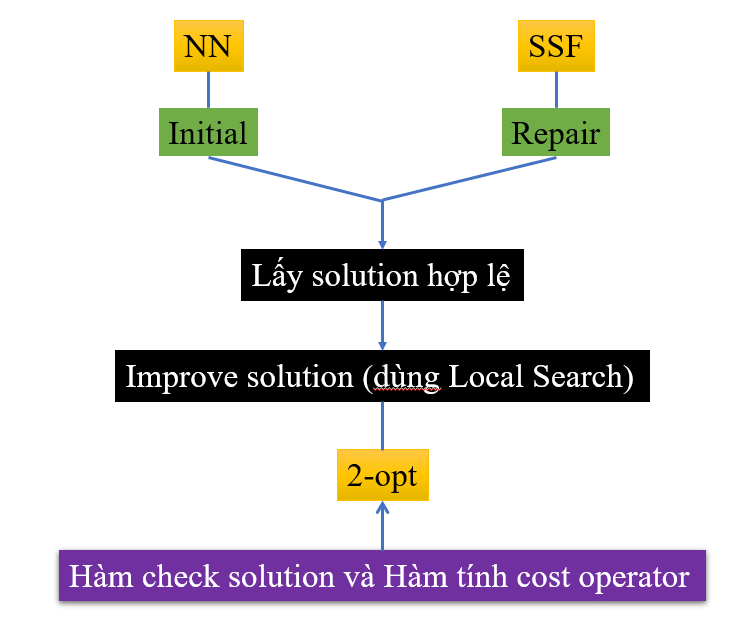 NN
SSF
Initial
Repair
Lấy solution hợp lệ
Improve solution (dùng Local Search)
2-opt
Hàm check solution và Hàm tính cost operator